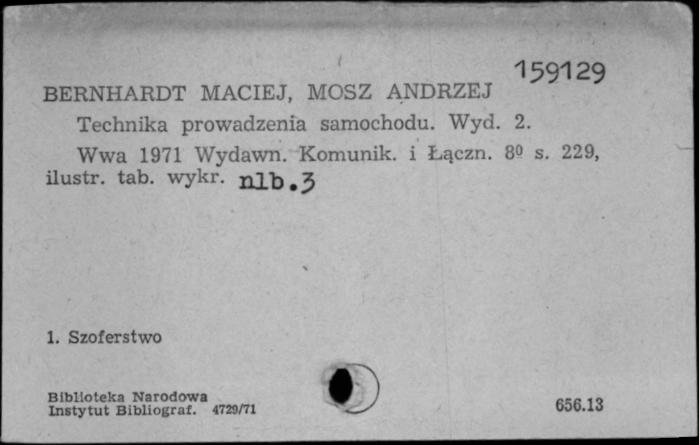 159129
BERNHARDT MACIEJ, MOSZ ANDRZEJ
Technika prowadzenia samochodu. Wyd. 2.
Wwa 1971 Wydawn. Komunik. i Łączn. 8º s. 229,
ilustr. tab. wykr. nlb.3
1. Szoferstwo
Biblioteka Narodowa
Instytut Bibliograf. 4729/71
656.13